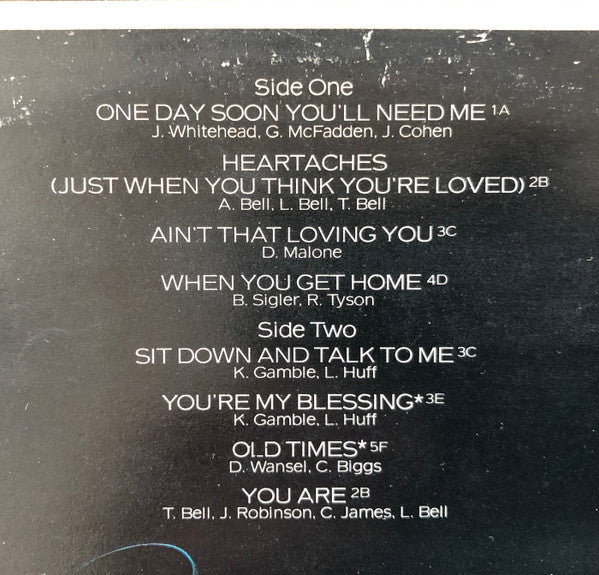 Side One
ONE DAY SOON YOU'LL NEED ME 1A
J. Whitehead, G. McFadden, J. Cohen
HEARTACHES
(JUST WHEN YOU THINK YOU'RE LOVED) 2B
A. Bell, L. Bell, T. Bell
AIN'T THAT LOVING YOU 3C
D. Malone
WHEN YOU GET HOME 4D
B. Sigler, R. Tyson
Side Two
SIT DOWN AND TALK TO ME 3C
K. Gamble, L. Huff
YOU'RE MY BLESSING* 3E
K. Gamble, L. Huff
OLD TIMES* 5F
D. Wansel, C. Biggs
YOU ARE 2B
T. Bell, J. Robinson, C. James, L. Bell